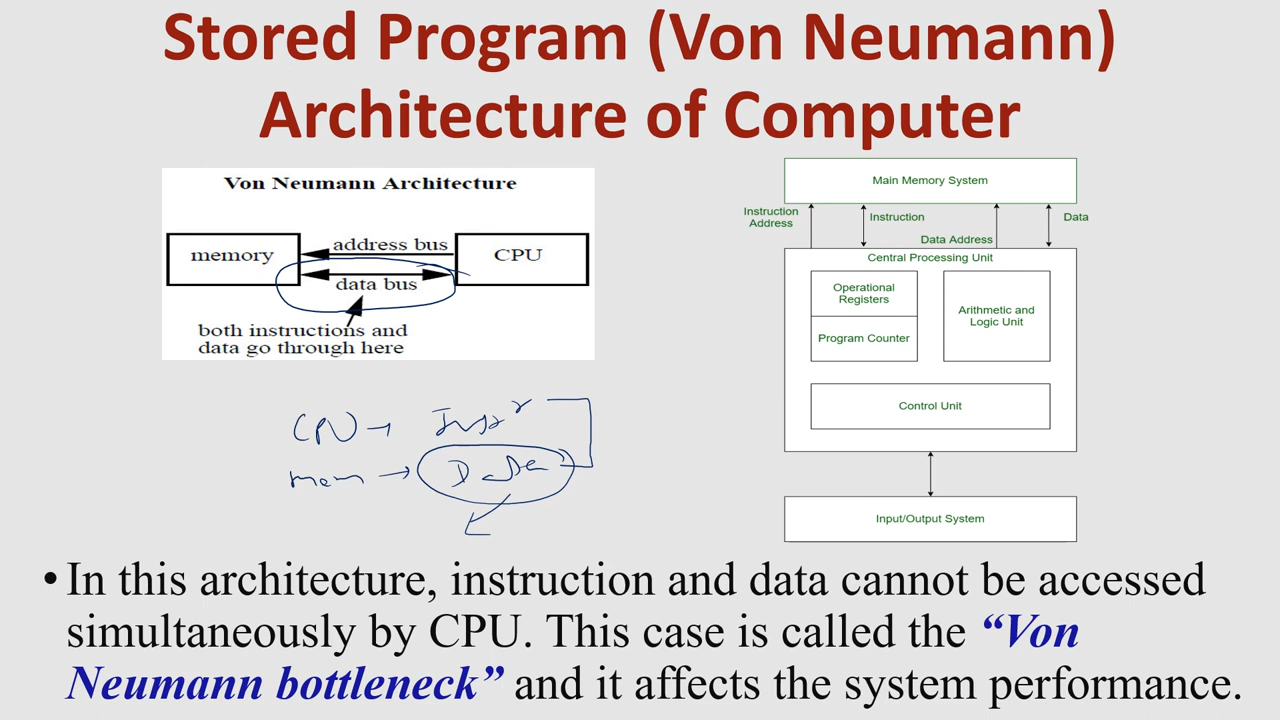 Stored Program (Von Neumann)
Architecture of Computer
Von Neumann Architecture
memory
address bus
CPU
data bus
both instructions and
data go through here
CPU →
mem → Data
Main Memory System
Instruction
Address
Instruction
Data Address
Data
Central Processing Unit
Operational
Registers
Program Counter
Arithmetic and
Logic Unit
Control Unit
Input/Output System
• In this architecture, instruction and data cannot be accessed
simultaneously by CPU. This case is called the “Von
Neumann bottleneck” and it affects the system performance.